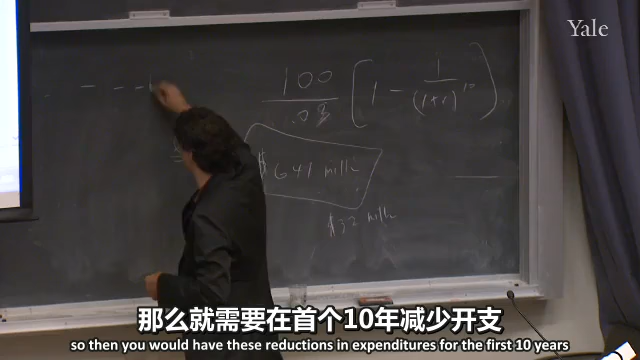 Yale
100
.08
[ 1 - 1
(1+r)^10 ]
$641 mill
$32 mill
那么就需要在首个10年减少开支
so then you would have these reductions in expenditures for the first 10 years